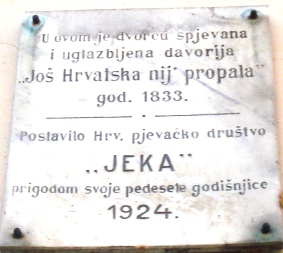 U ovom je dvorcu spjevana
i uglazbljena davorija
„Još Hrvatska nij' propala"
god. 1833.
Postavilo Hrv. pjevačko društvo
„JEKA"
prigodom svoje pedesete godišnjice
1924.